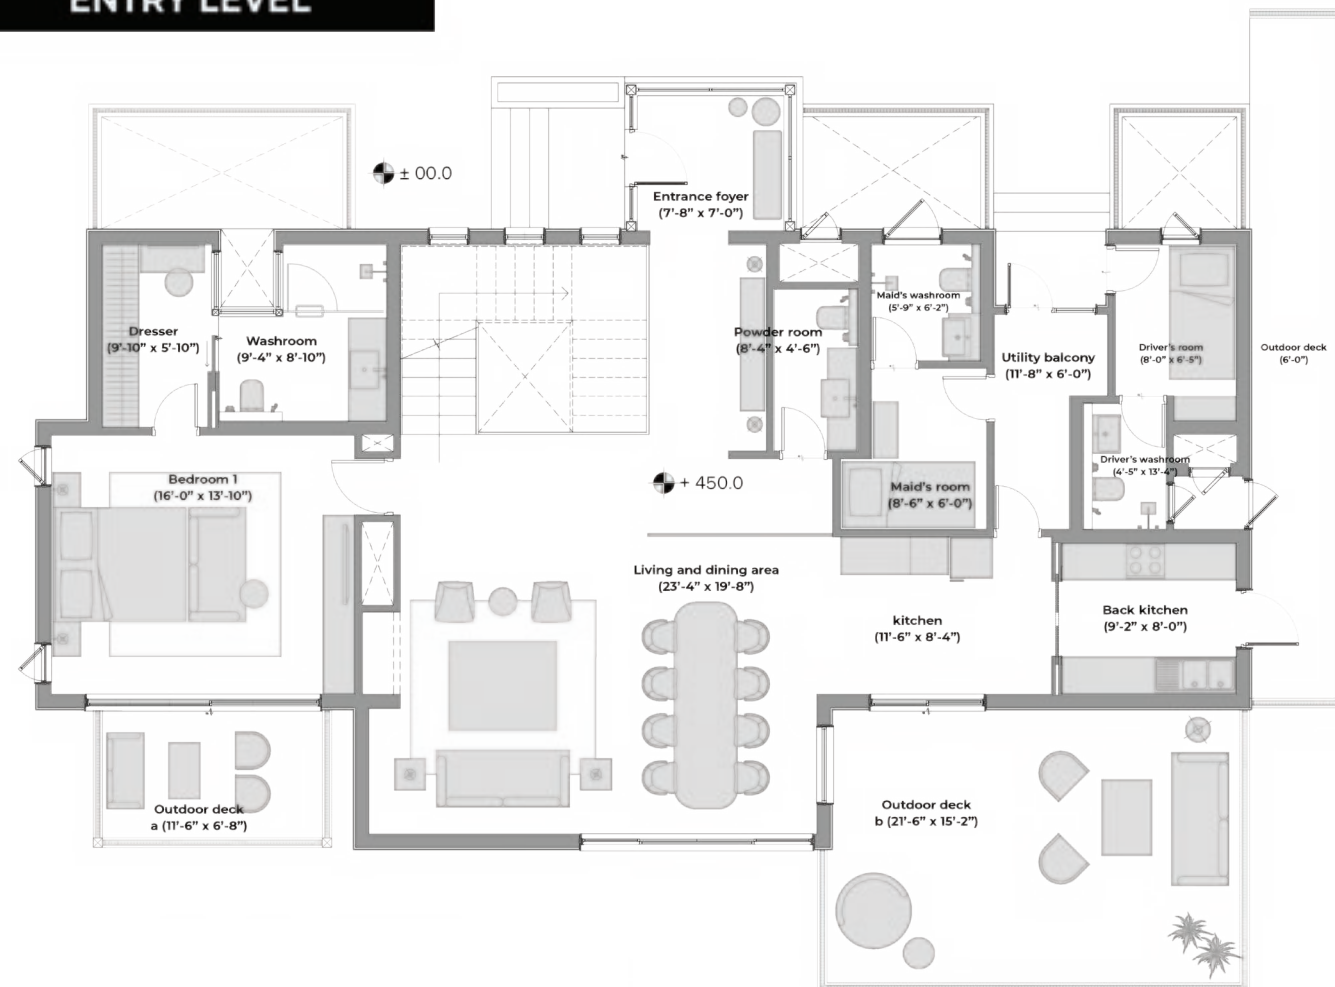 ENTRY LEVEL
± 00.0
Entrance foyer
(7'-8" x 7'-0")
Dresser
(9'-10" x 5'-10")
Washroom
(9'-4" x 8'-10")
Powder room
(8'-4" x 4'-6")
Maid's washroom
(5'-9" x 6'-2")
Utility balcony
(11'-8" x 6'-0")
Driver's room
(8'-0" x 6'-5")
Outdoor deck
(6'-0")
Bedroom 1
(16'-0" x 13'-10")
+ 450.0
Maid's room
(8'-6" x 6'-0")
Driver's washroom
(4'-5" x 13'-4")
Living and dining area
(23'-4" x 19'-8")
kitchen
(11'-6" x 8'-4")
Back kitchen
(9'-2" x 8'-0")
Outdoor deck
a (11'-6" x 6'-8")
Outdoor deck
b (21'-6" x 15'-2")